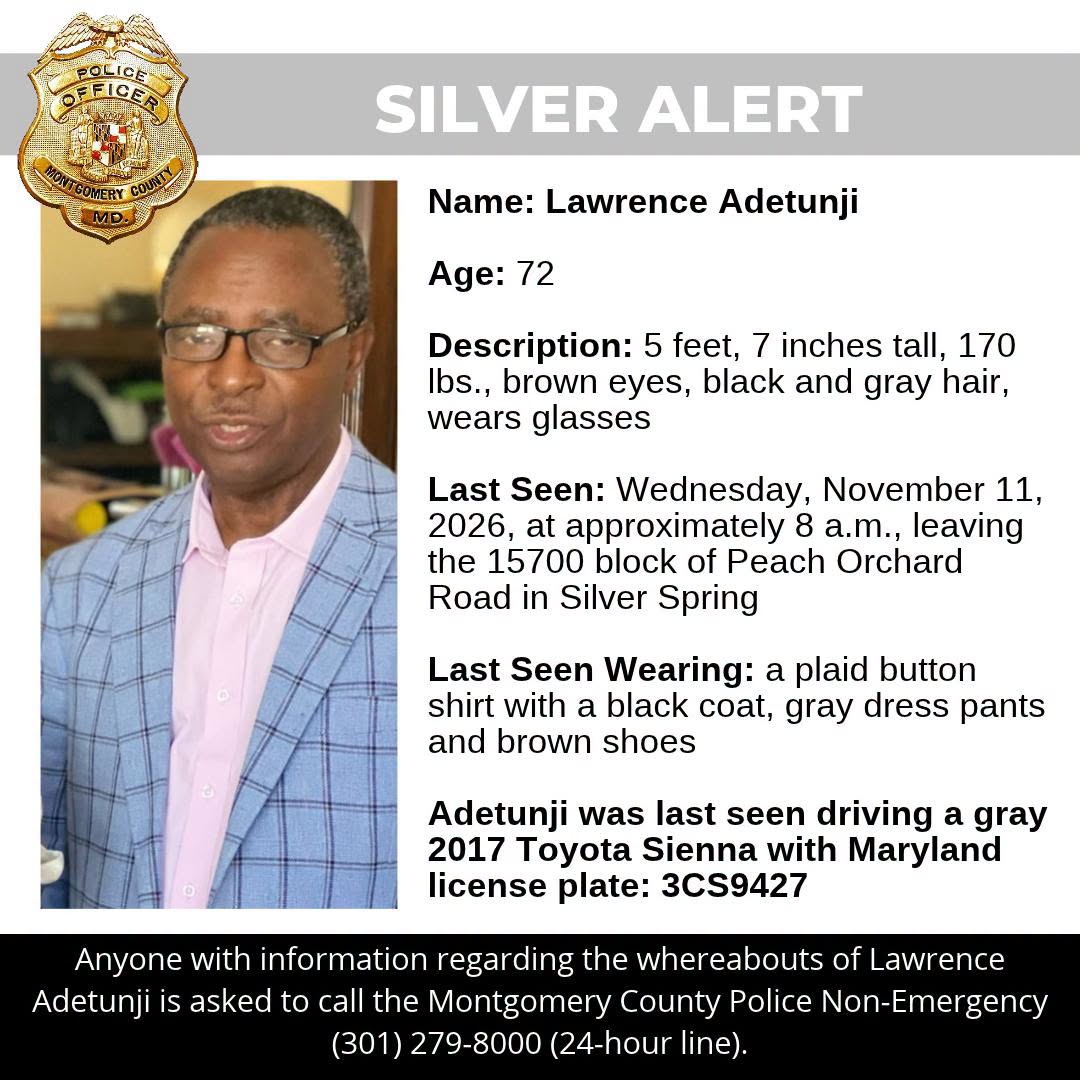 POLICE
OFFICER
MONTGOMERY COUNTY
MD.
SILVER ALERT
Name: Lawrence Adetunji
Age: 72
Description: 5 feet, 7 inches tall, 170
lbs., brown eyes, black and gray hair,
wears glasses
Last Seen: Wednesday, November 11,
2026, at approximately 8 a.m., leaving
the 15700 block of Peach Orchard
Road in Silver Spring
Last Seen Wearing: a plaid button
shirt with a black coat, gray dress pants
and brown shoes
Adetunji was last seen driving a gray
2017 Toyota Sienna with Maryland
license plate: 3CS9427
Anyone with information regarding the whereabouts of Lawrence
Adetunji is asked to call the Montgomery County Police Non-Emergency
(301) 279-8000 (24-hour line).